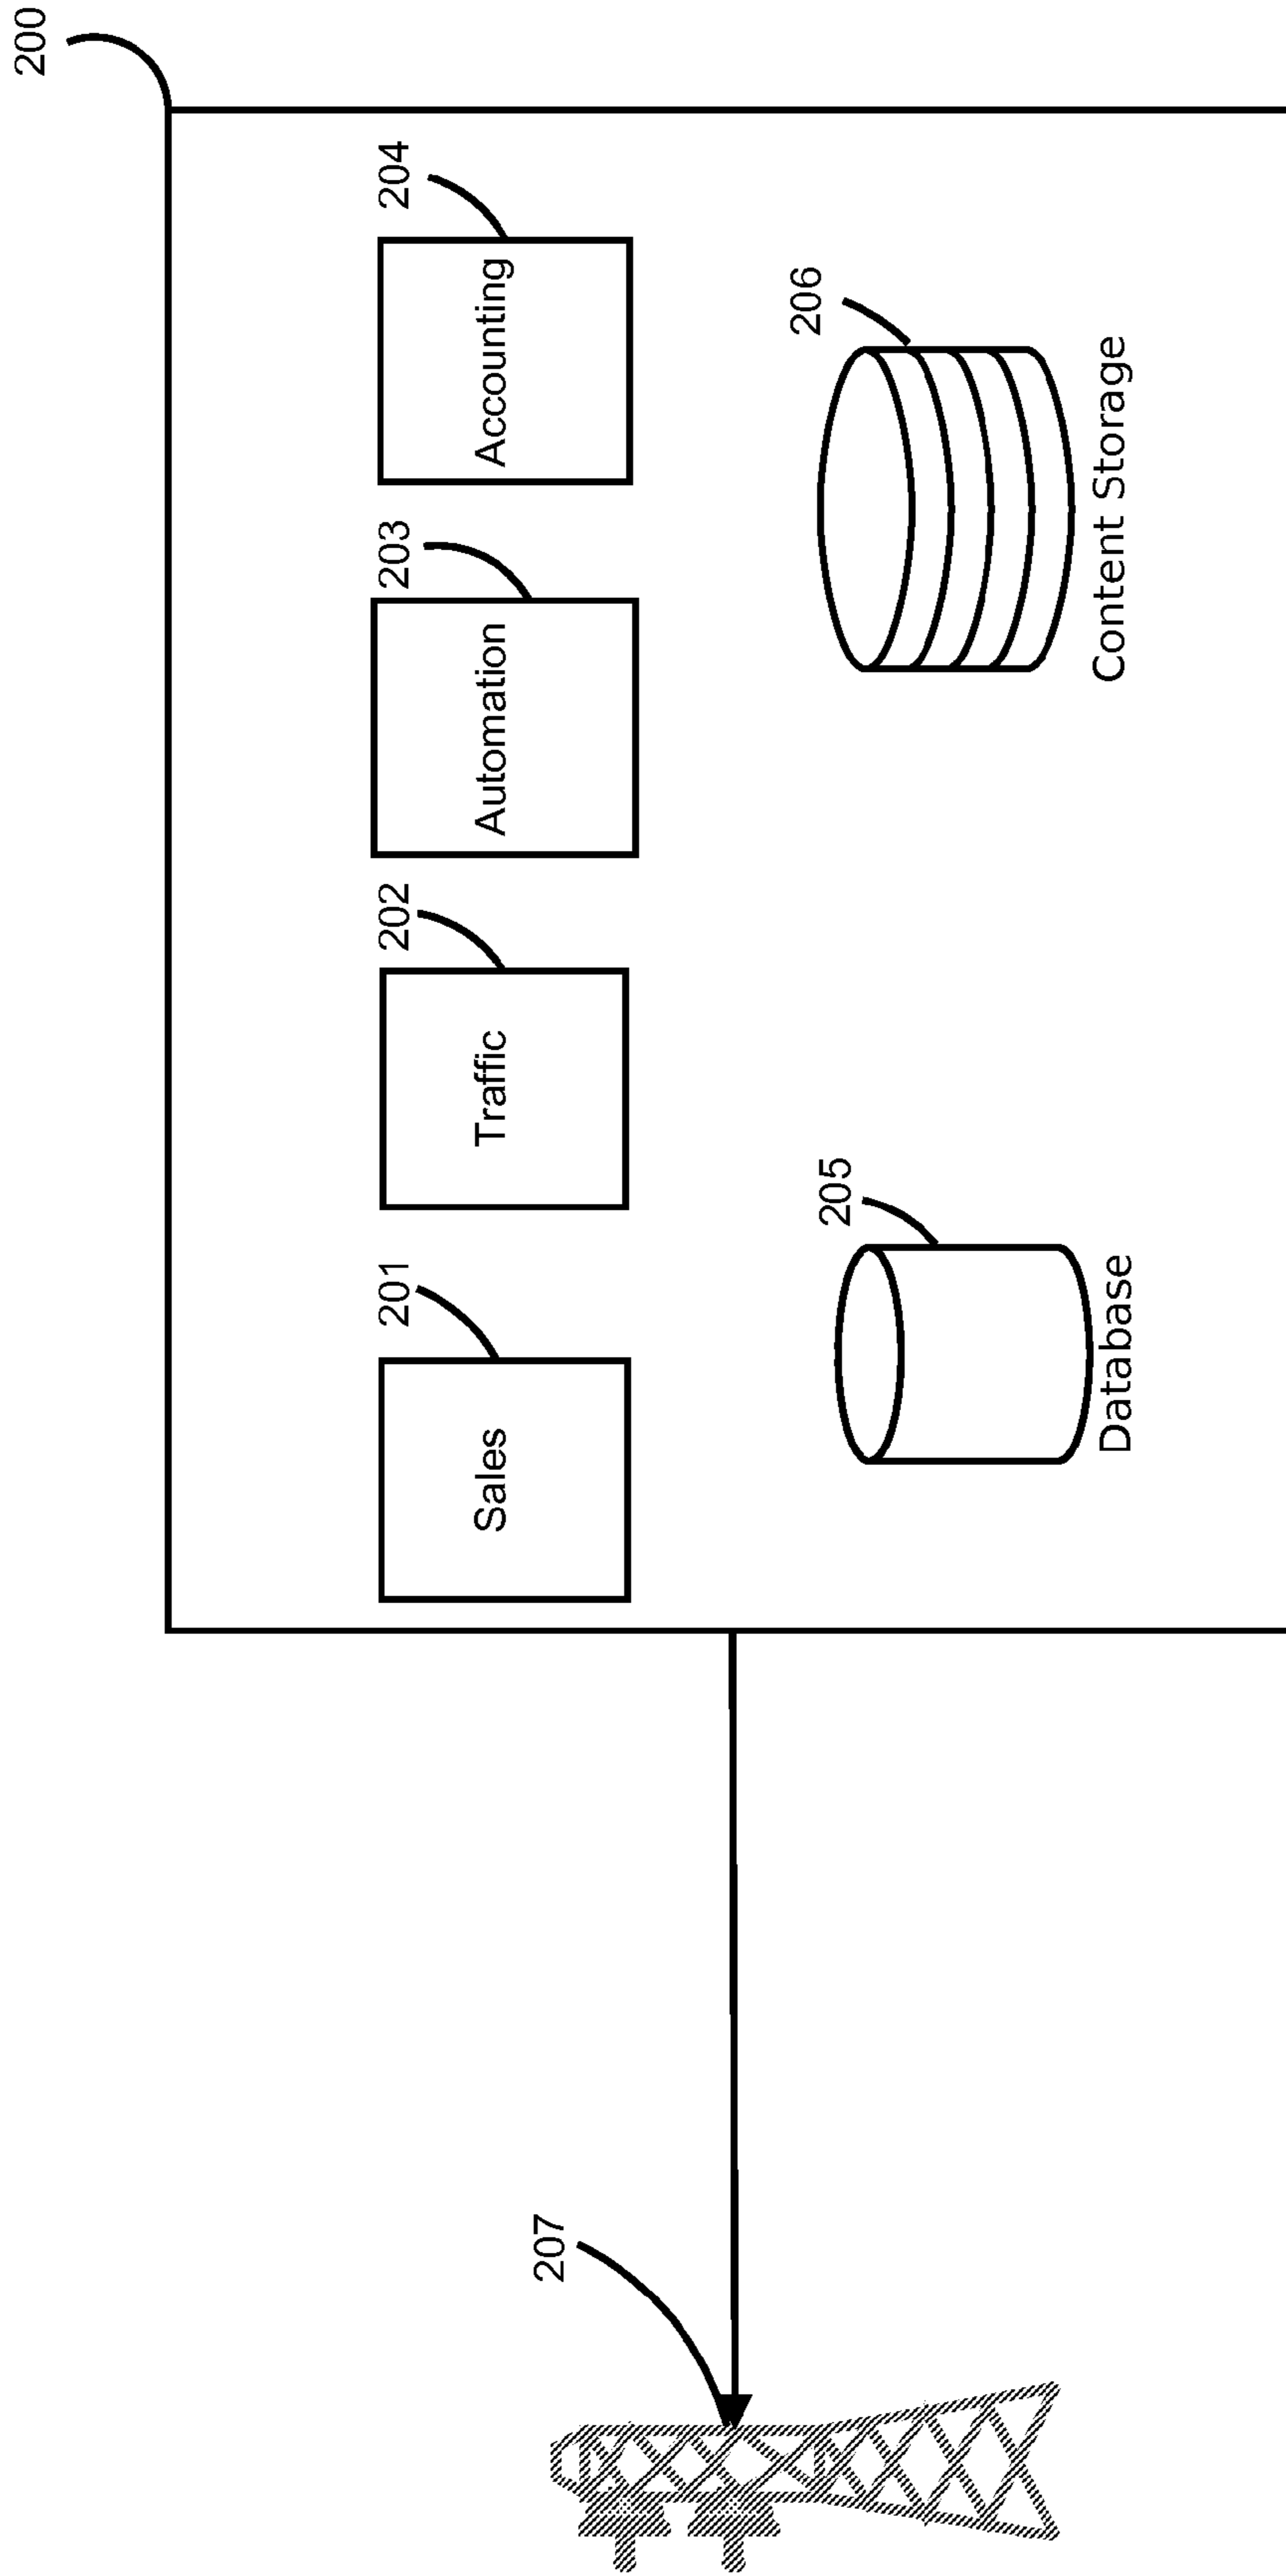 200
201
202
203
204
Sales
Traffic
Automation
Accounting
207
205
206
Database
Content Storage